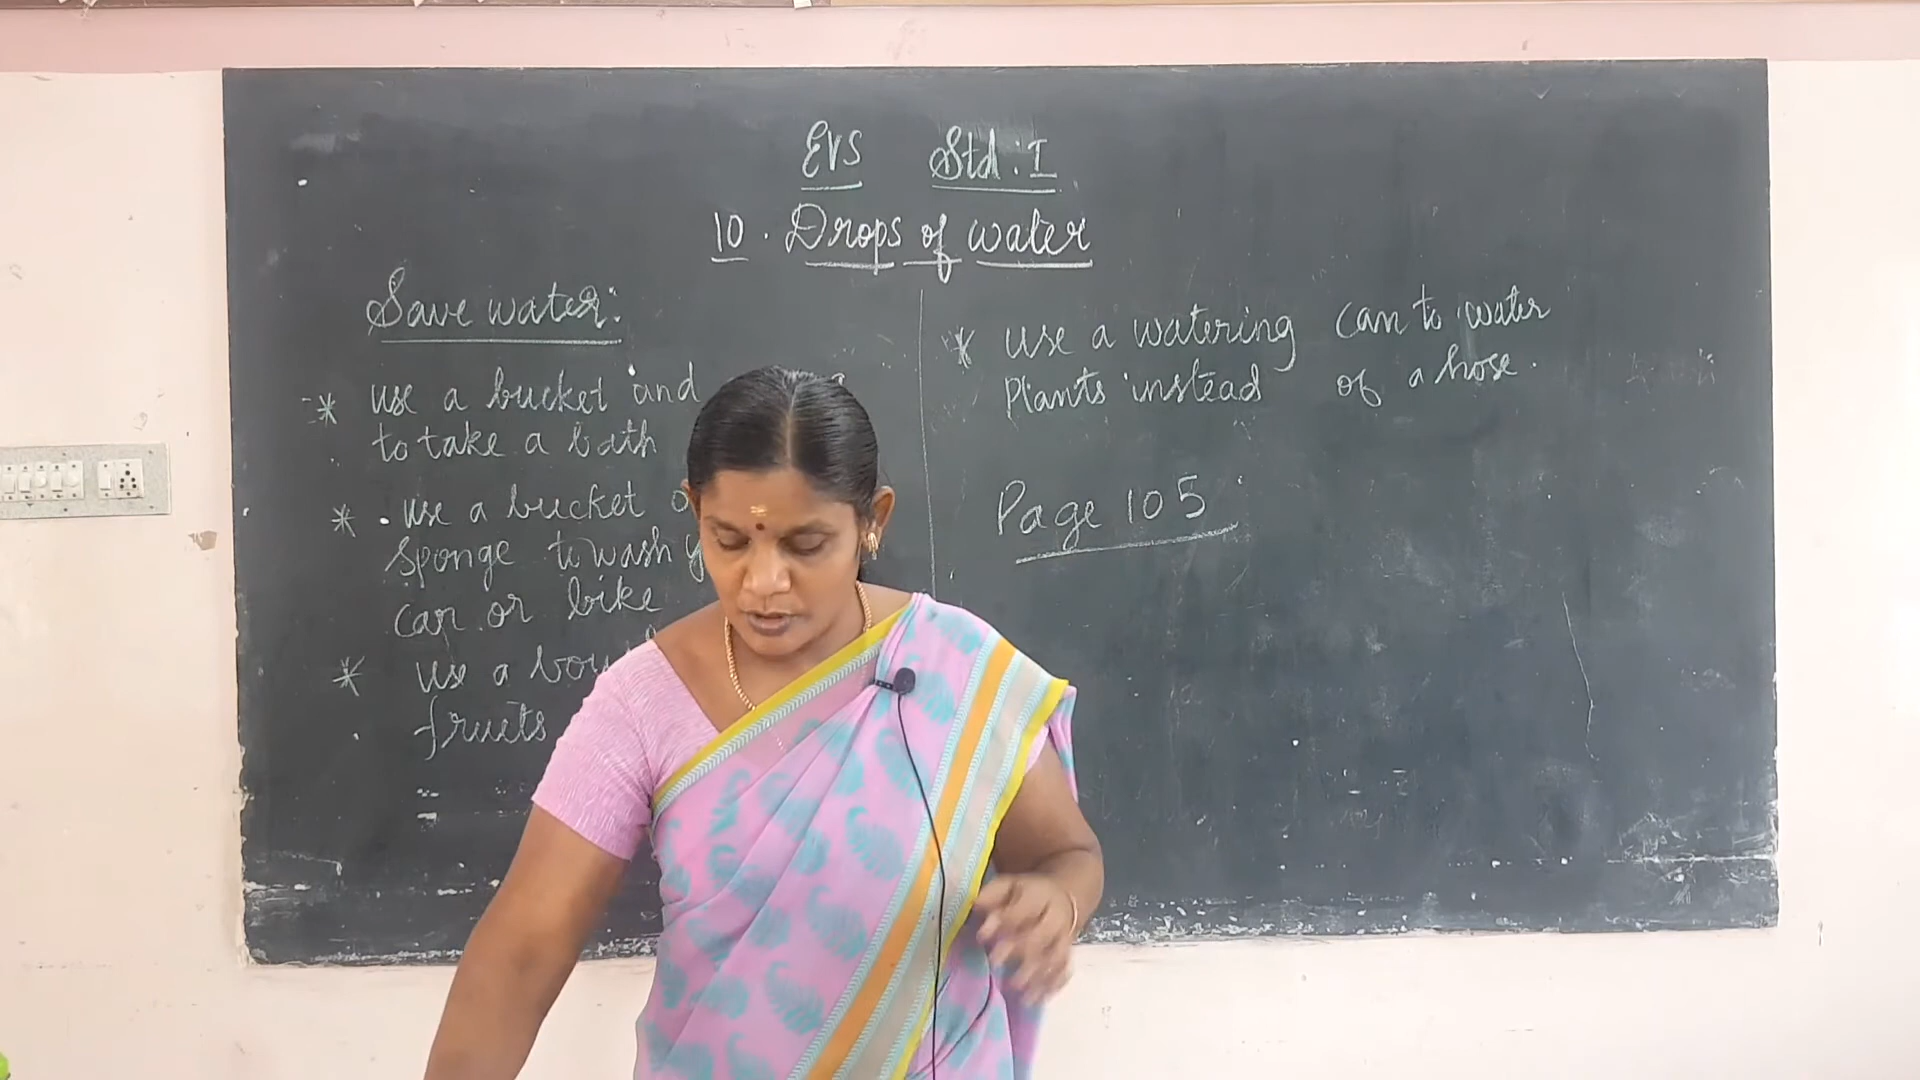 EVS Std : I
10 . Drops of water
Save water :
* use a bucket and
to take a bath
* . use a bucket
sponge to wash
car or bike
* use a
fruits
* use a watering can to water
Plants instead of a hose .
Page 105